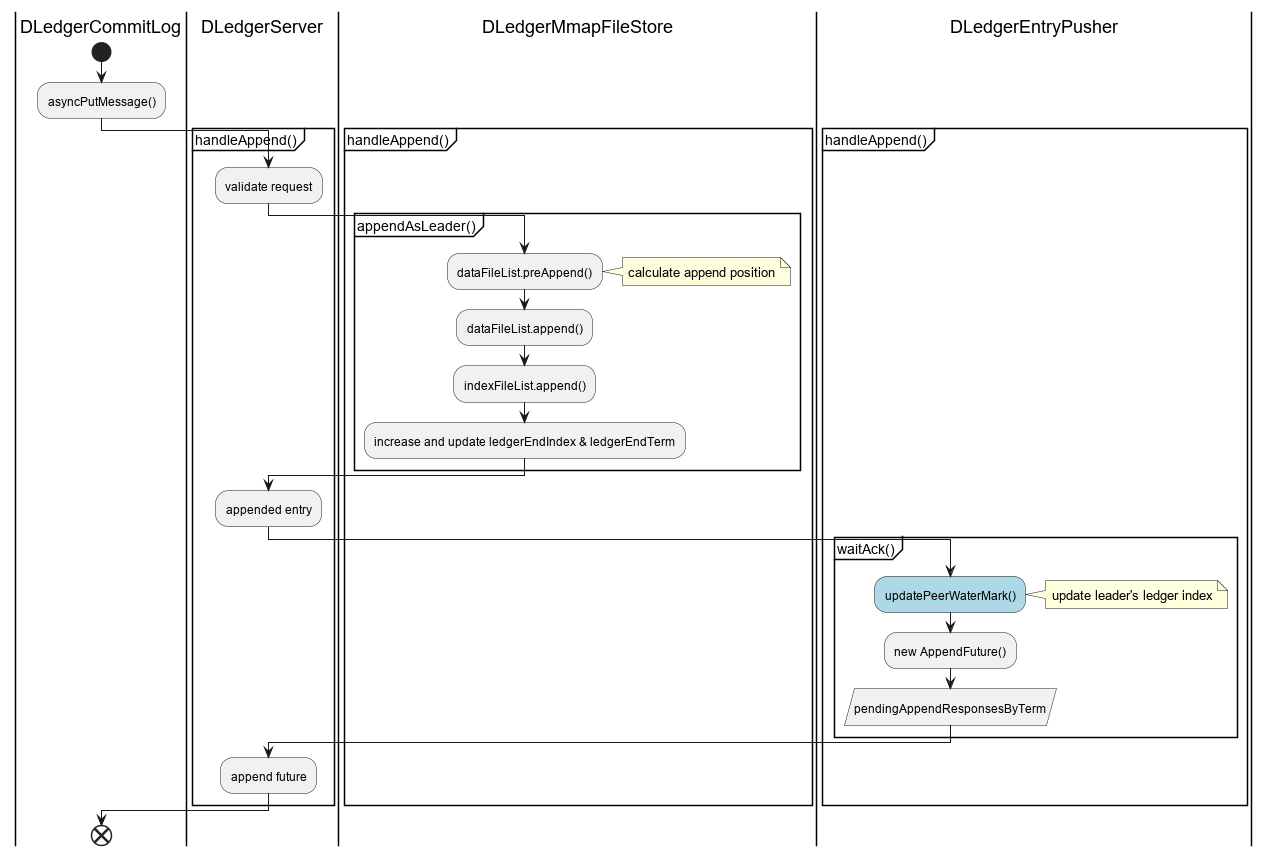 DLedgerCommitLog
DLedgerServer
DLedgerMmapFileStore
DLedgerEntryPusher
asyncPutMessage()
handleAppend()
handleAppend()
handleAppend()
validate request
appendAsLeader()
dataFileList.preAppend()
calculate append position
dataFileList.append()
indexFileList.append()
increase and update ledgerEndIndex & ledgerEndTerm
appended entry
waitAck()
updatePeerWaterMark()
update leader's ledger index
new AppendFuture()
pendingAppendResponsesByTerm
append future